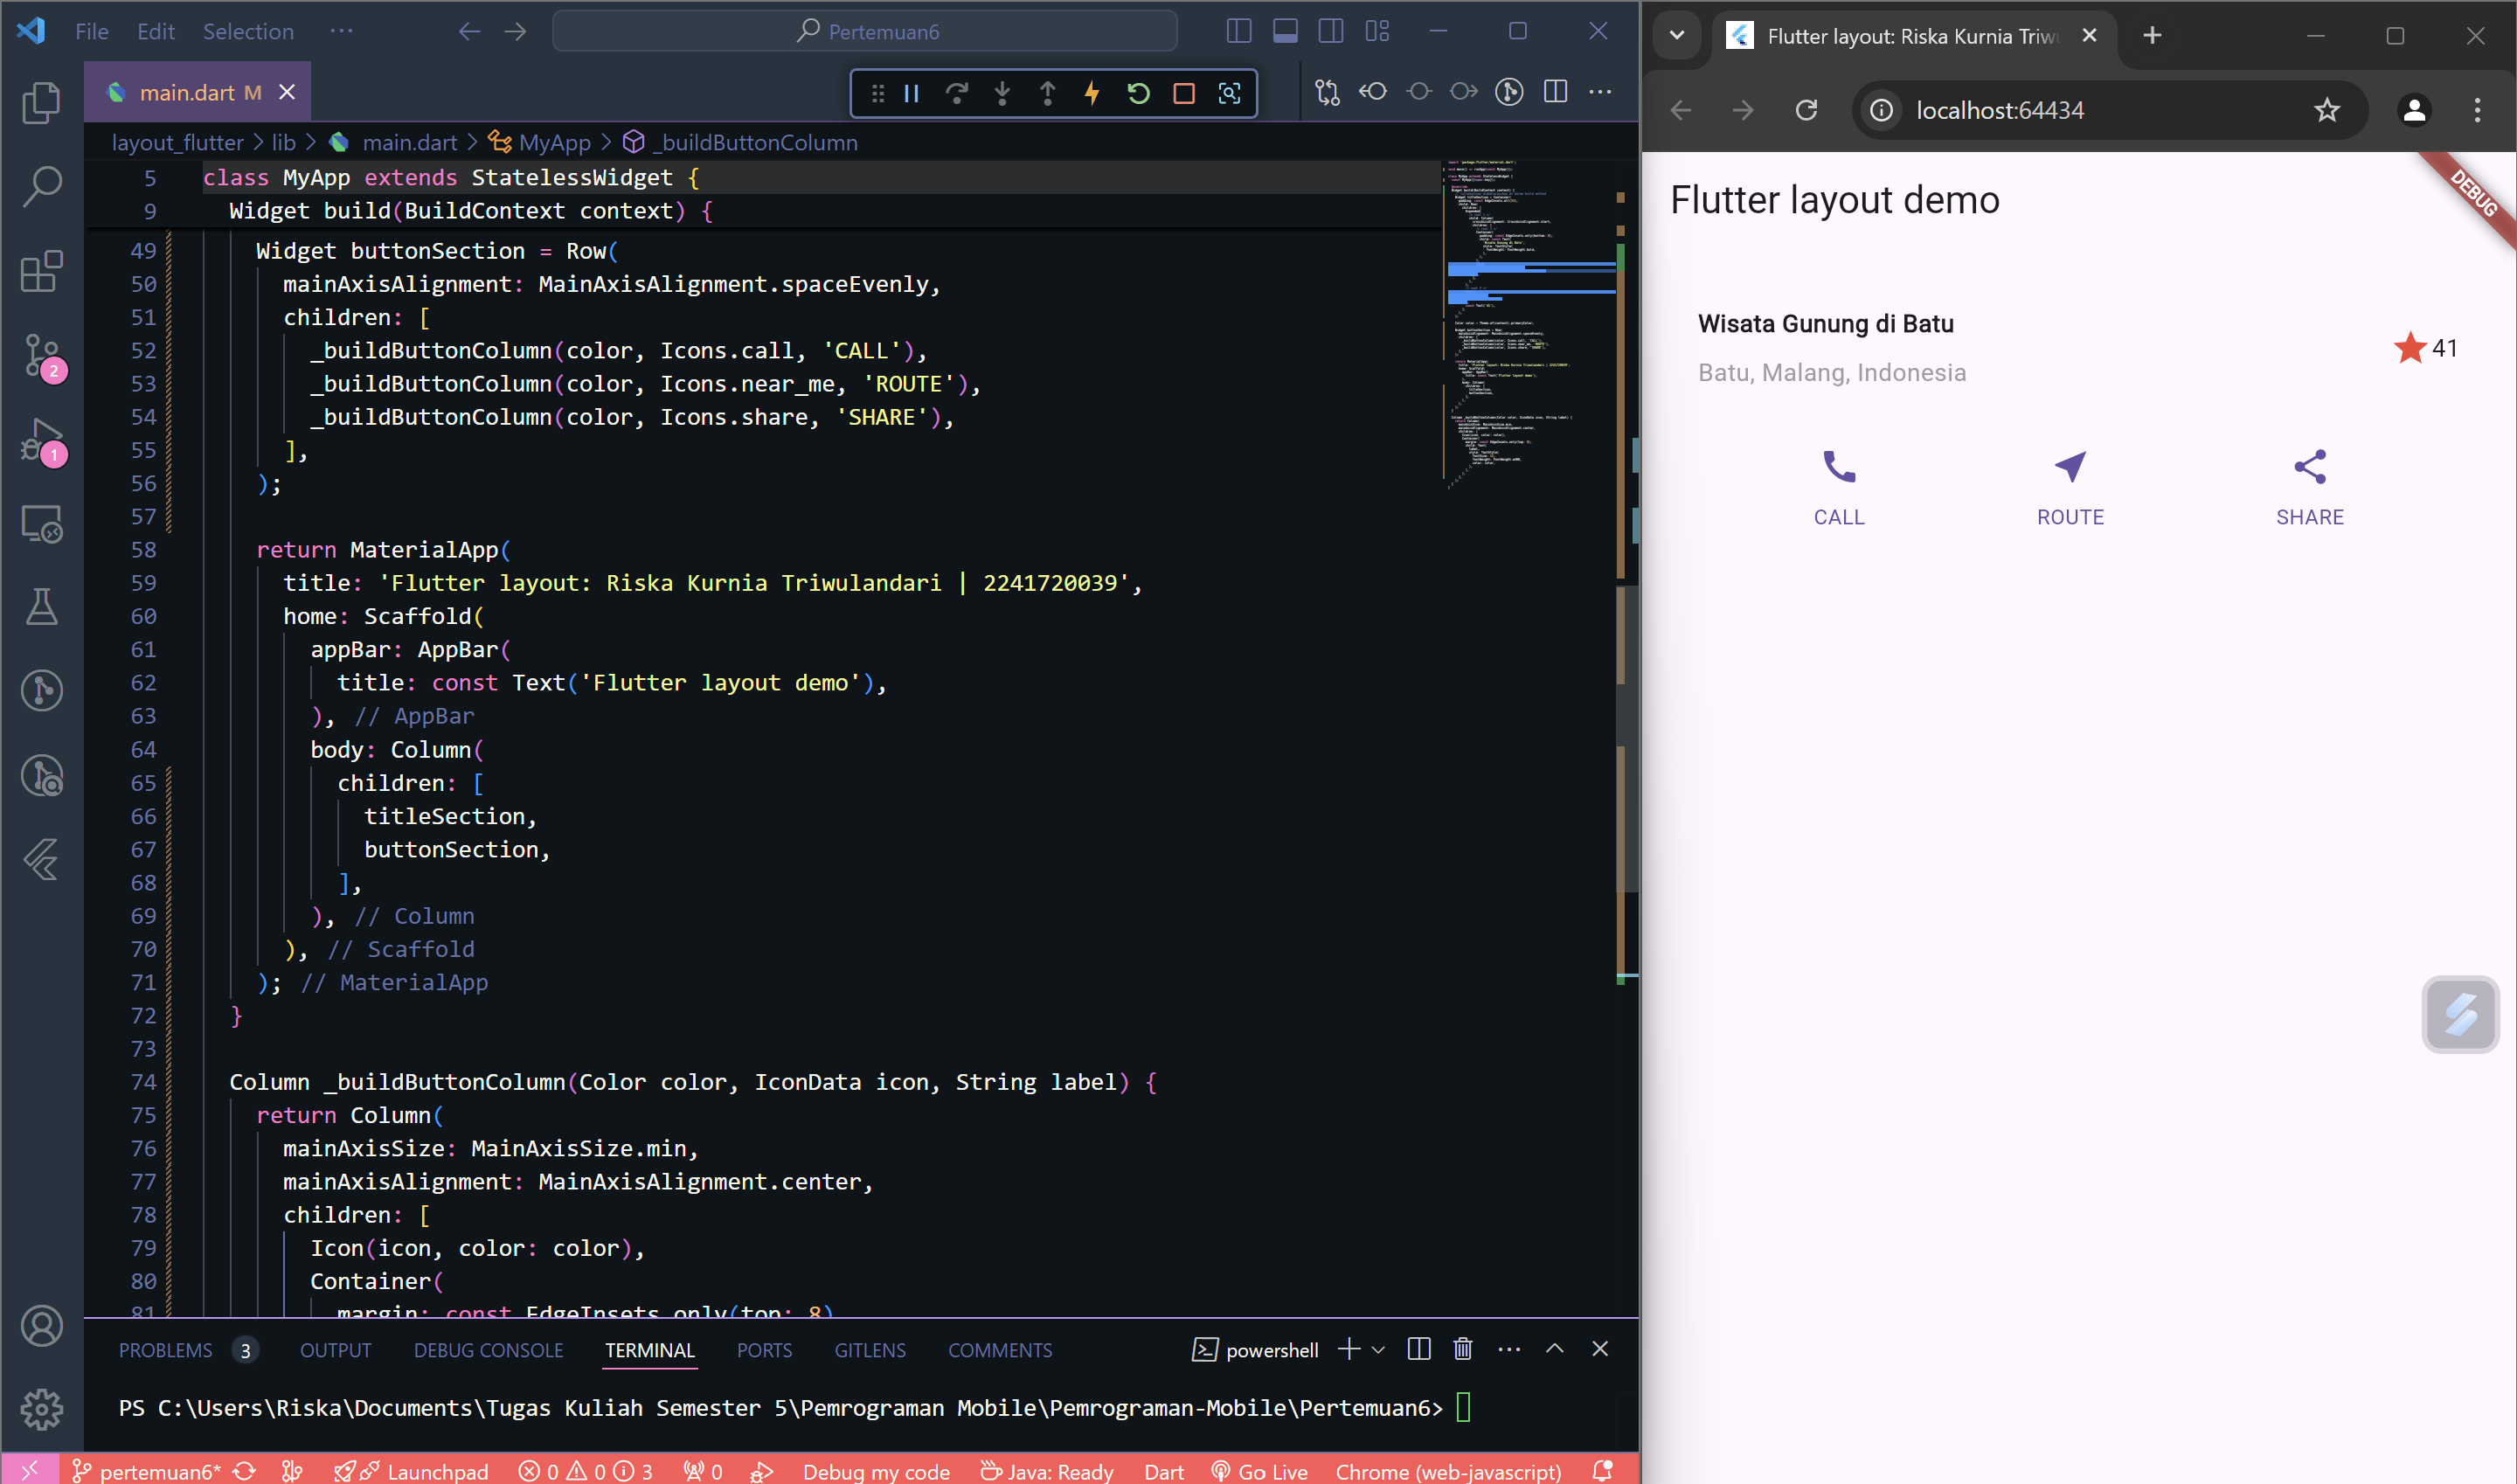 File Edit Selection ··· Pertemuan6
main.dart M
layout_flutter > lib > main.dart > MyApp > _buildButtonColumn
5 class MyApp extends StatelessWidget {
9 Widget build(BuildContext context) {
49 Widget buttonSection = Row(
50 mainAxisAlignment: MainAxisAlignment.spaceEvenly,
51 children: [
52 _buildButtonColumn(color, Icons.call, 'CALL'),
53 _buildButtonColumn(color, Icons.near_me, 'ROUTE'),
54 _buildButtonColumn(color, Icons.share, 'SHARE'),
55 ],
56 );
57
58 return MaterialApp(
59 title: 'Flutter layout: Riska Kurnia Triwulandari | 2241720039',
60 home: Scaffold(
61 appBar: AppBar(
62 title: const Text('Flutter layout demo'),
63 ), // AppBar
64 body: Column(
65 children: [
66 titleSection,
67 buttonSection,
68 ],
69 ), // Column
70 ), // Scaffold
71 ); // MaterialApp
72 }
73
74 Column _buildButtonColumn(Color color, IconData icon, String label) {
75 return Column(
76 mainAxisSize: MainAxisSize.min,
77 mainAxisAlignment: MainAxisAlignment.center,
78 children: [
79 Icon(icon, color: color),
80 Container(
81 margin: const EdgeInsets.only(top: 8)
2
1
PROBLEMS 3 OUTPUT DEBUG CONSOLE TERMINAL PORTS GITLENS COMMENTS powershell
PS C:\Users\Riska\Documents\Tugas Kuliah Semester 5\Pemrograman Mobile\Pemrograman-Mobile\Pertemuan6>
pertemuan6* Launchpad 0 0 3 0 Debug my code Java: Ready Dart Go Live Chrome (web-javascript)
Flutter layout: Riska Kurnia Triw
localhost:64434
DEBUG
Flutter layout demo
Wisata Gunung di Batu
41
Batu, Malang, Indonesia
CALL ROUTE SHARE